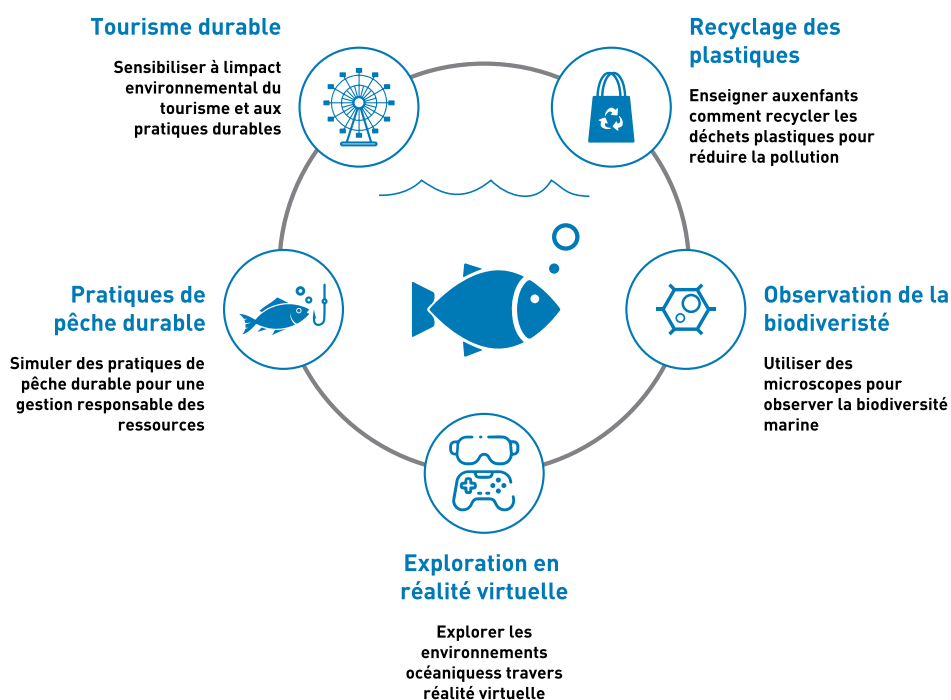 Tourisme durable
Sensibiliser à limpact
environnemental du
tourisme et aux
pratiques durables
Recyclage des
plastiques
Enseigner auxenfants
comment recycler les
déchets plastiques pour
réduire la pollution
Pratiques de
pêche durable
Simuler des pratiques de
pêche durable pour une
gestion responsable des
ressources
Observation de la
biodiveristé
Utiliser des
microscopes pour
observer la biodiversité
marine
Exploration en
réalité virtuelle
Explorer les
environnements
océaniquess travers
réalité virtuelle